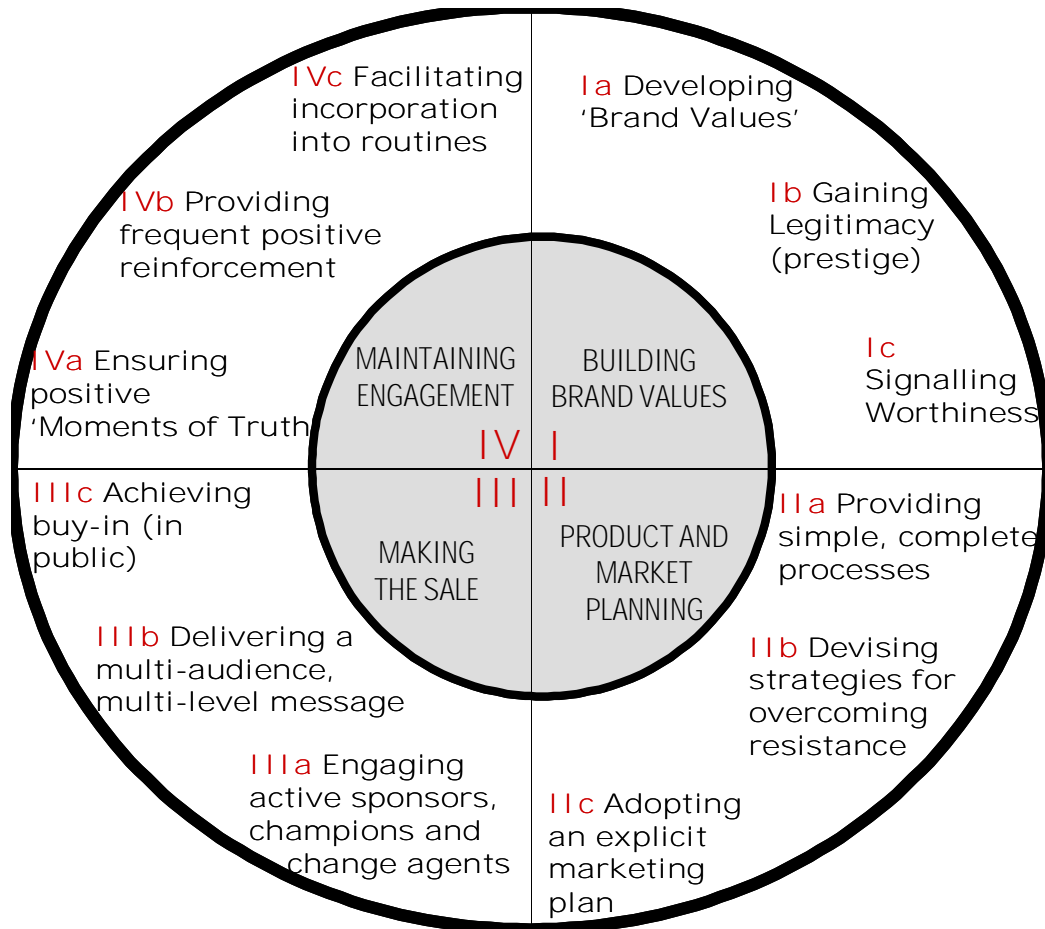 Ia Developing
'Brand Values'
Ib Gaining
Legitimacy
(prestige)
Ic
Signalling
Worthiness
IIa Providing
simple, complete
processes
IIb Devising
strategies for
overcoming
resistance
IIc Adopting
an explicit
marketing
plan
IIIa Engaging
active sponsors,
champions and
change agents
IIIb Delivering a
multi-audience,
multi-level message
IIIc Achieving
buy-in (in
public)
IVa Ensuring
positive
'Moments of Truth
IVb Providing
frequent positive
reinforcement
IVc Facilitating
incorporation
into routines
BUILDING
BRAND VALUES
I
II
PRODUCT AND
MARKET
PLANNING
III
MAKING
THE SALE
MAINTAINING
ENGAGEMENT
IV